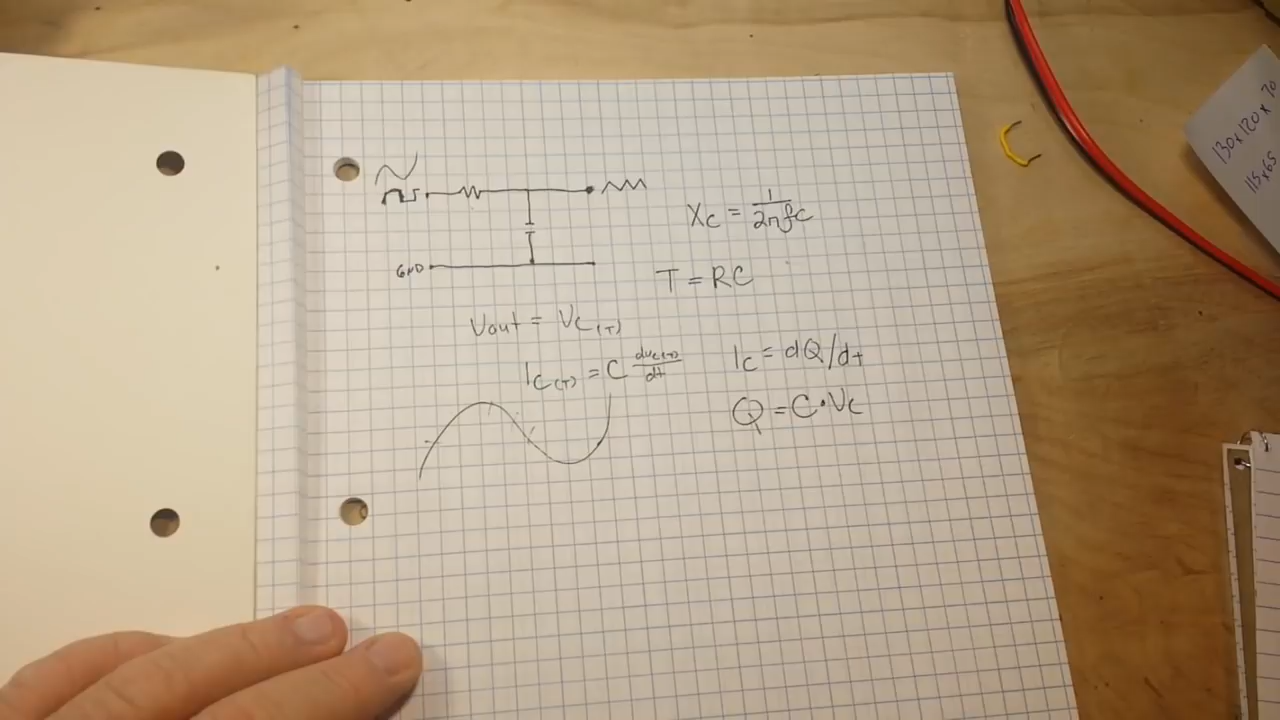 GND
Xc = 1/2πfc
T = RC
Vout = Vc(T)
Ic(T) = C dVc(T)/dt
Ic = dQ/dt
Q = C•Vc
130x120x70
115x65